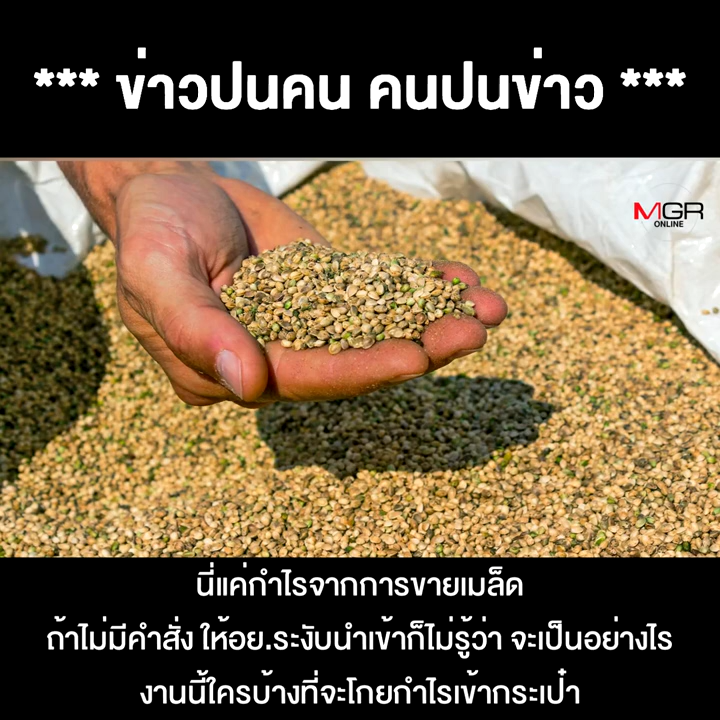 *** ข่าวปนคน คนปนข่าว ***
MGR
ONLINE
นี่แค่กำไรจากการขายเมล็ด
ถ้าไม่มีคำสั่ง ให้อย.ระงับนำเข้าก็ไม่รู้ว่า จะเป็นอย่างไร
งานนี้ใครบ้างที่จะโกยกำไรเข้ากระเป๋า